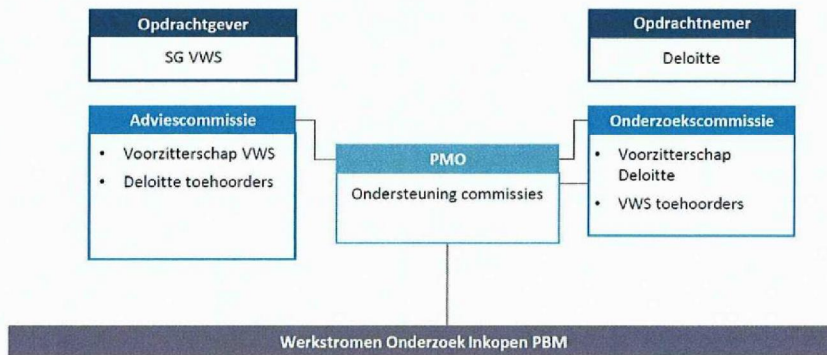 Opdrachtgever
SG VWS
Opdrachtnemer
Deloitte
Adviescommissie
• Voorzitterschap VWS
• Deloitte toehoorders
PMO
Ondersteuning commissies
Onderzoekscommissie
• Voorzitterschap
Deloitte
• VWS toehoorders
Werkstromen Onderzoek Inkopen PBM